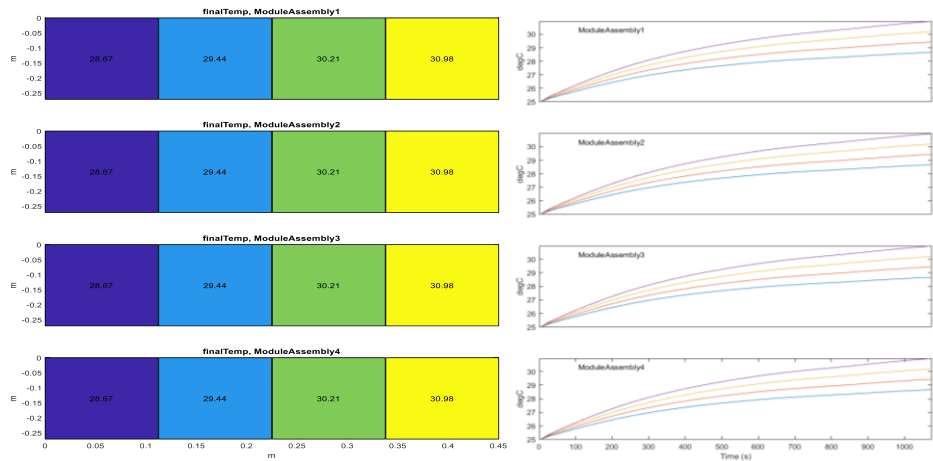 finalTemp, ModuleAssembly1
0
-0.05
-0.1
-0.15
-0.2
-0.25
m
28.67 29.44 30.21 30.98
ModuleAssembly1
30
29
28
27
26
25
degC
finalTemp, ModuleAssembly2
0
-0.05
-0.1
-0.15
-0.2
-0.25
m
28.67 29.44 30.21 30.98
ModuleAssembly2
30
29
28
27
26
25
degC
finalTemp, ModuleAssembly3
0
-0.05
-0.1
-0.15
-0.2
-0.25
m
28.67 29.44 30.21 30.98
ModuleAssembly3
30
29
28
27
26
25
degC
finalTemp, ModuleAssembly4
0
-0.05
-0.1
-0.15
-0.2
-0.25
m
28.67 29.44 30.21 30.98
0 0.05 0.1 0.15 0.2 0.25 0.3 0.35 0.4 0.45
m
ModuleAssembly4
30
29
28
27
26
25
degC
100 200 300 400 500 600 700 800 900 1000
Time (s)